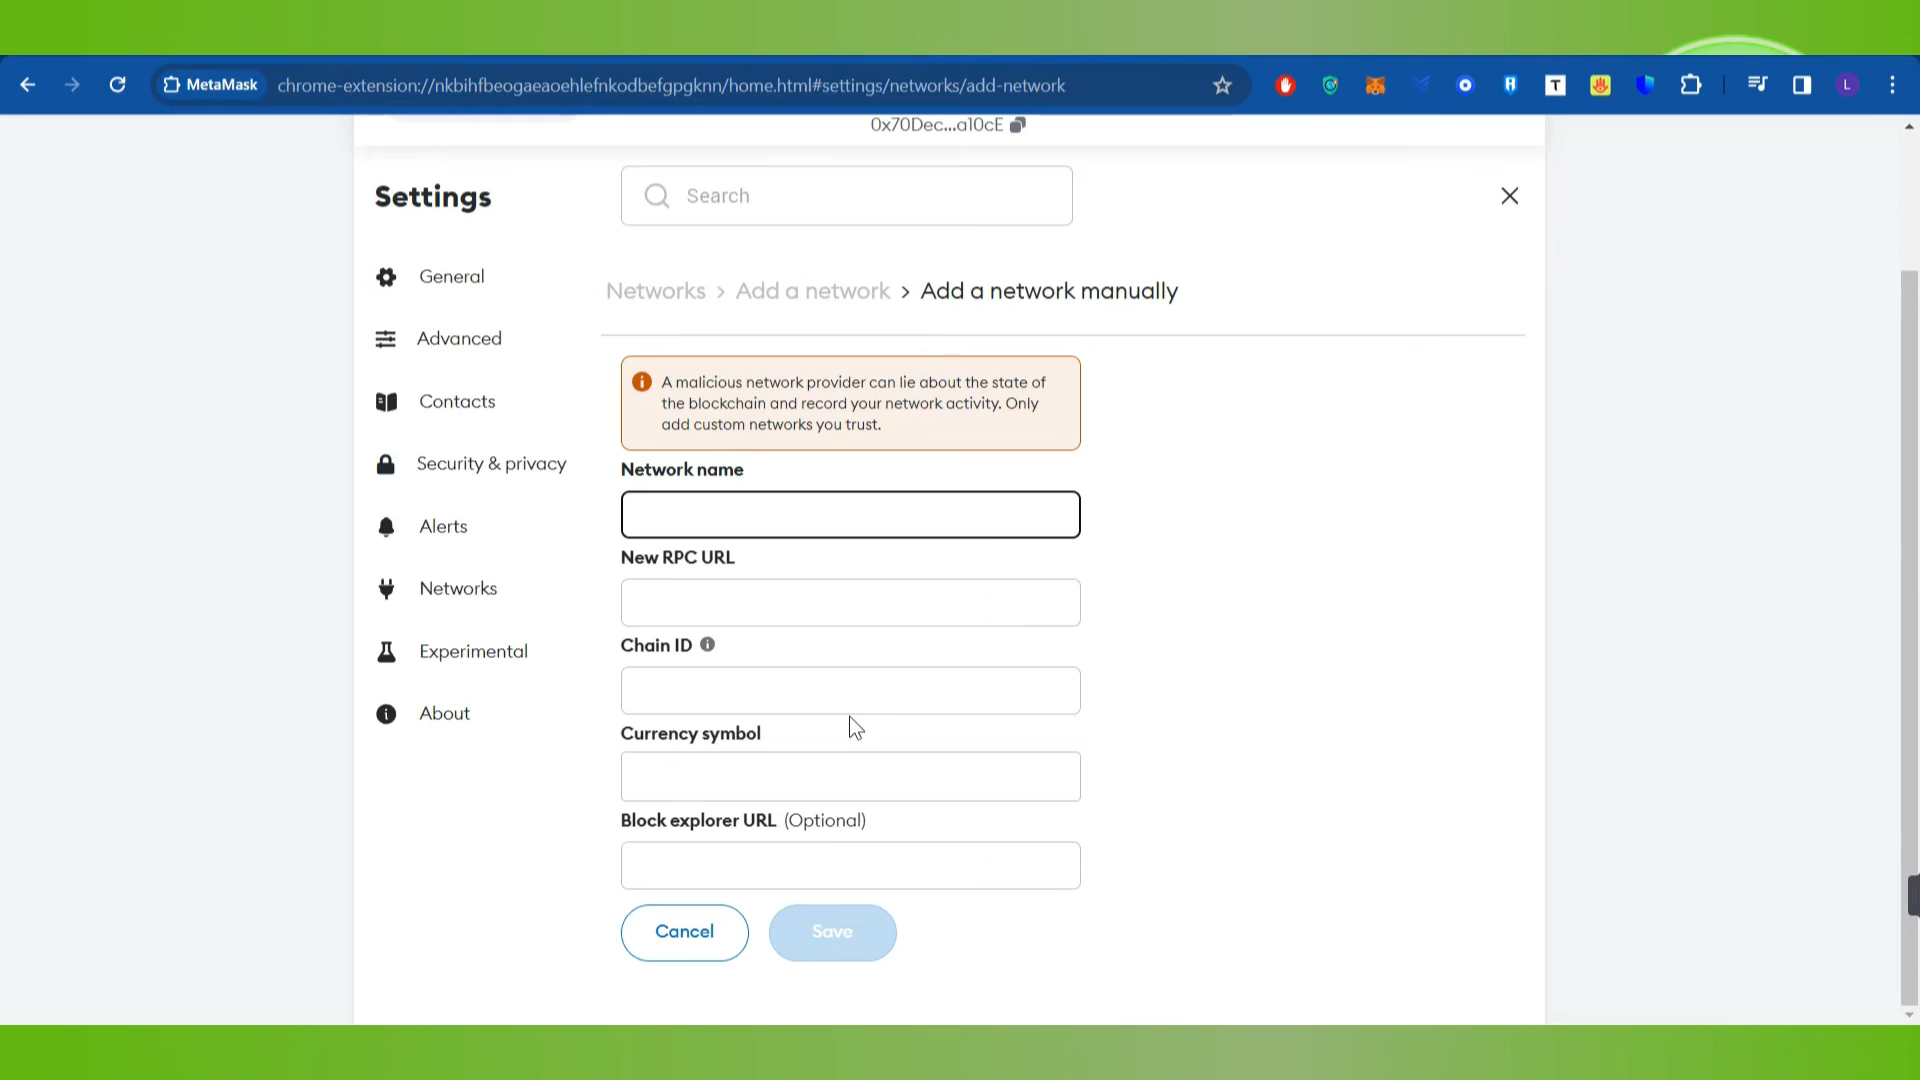 MetaMask
chrome-extension://nkbihfbeogaeaoehlefnkodbefgpgknn/home.html#settings/networks/add-network
T
L
0x70Dec...a10cE
Settings
Search
General
Advanced
Contacts
Security & privacy
Alerts
Networks
Experimental
About
Networks > Add a network > Add a network manually
A malicious network provider can lie about the state of
the blockchain and record your network activity. Only
add custom networks you trust.
Network name
New RPC URL
Chain ID
Currency symbol
Block explorer URL (Optional)
Cancel
Save